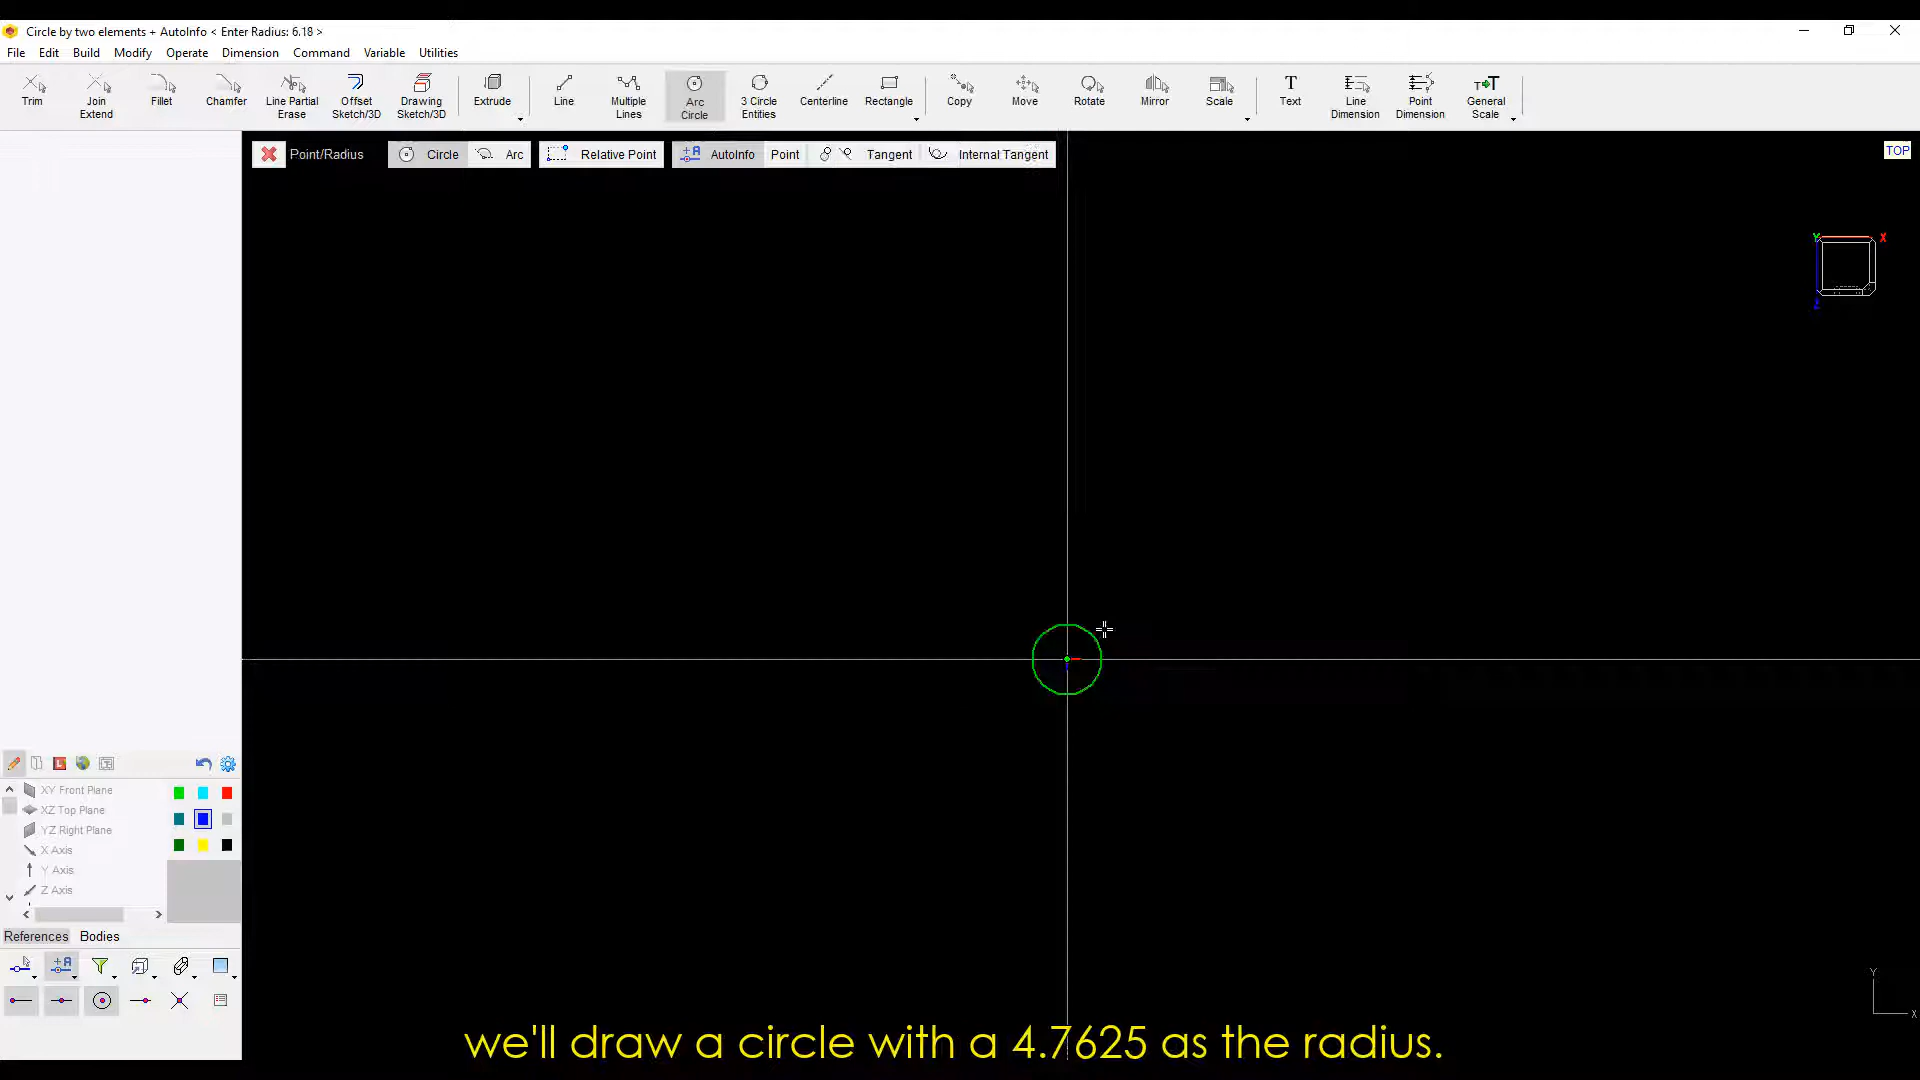 Circle by two elements + AutoInfo < Enter Radius: 6.18 >
File Edit Build Modify Operate Dimension Command Variable Utilities
Trim
Join Extend
Fillet
Chamfer
Line Partial Erase
Offset Sketch/3D
Drawing Sketch/3D
Extrude
Line
Multiple Lines
Arc Circle
3 Circle Entities
Centerline
Rectangle
Copy
Move
Rotate
Mirror
Scale
Text
Line Dimension
Point Dimension
General Scale
Point/Radius Circle Arc Relative Point AutoInfo Point Tangent Internal Tangent
TOP
Y X
XY Front Plane
XZ Top Plane
YZ Right Plane
X Axis
Y Axis
Z Axis
References Bodies
Y
X
we'll draw a circle with a 4.7625 as the radius.